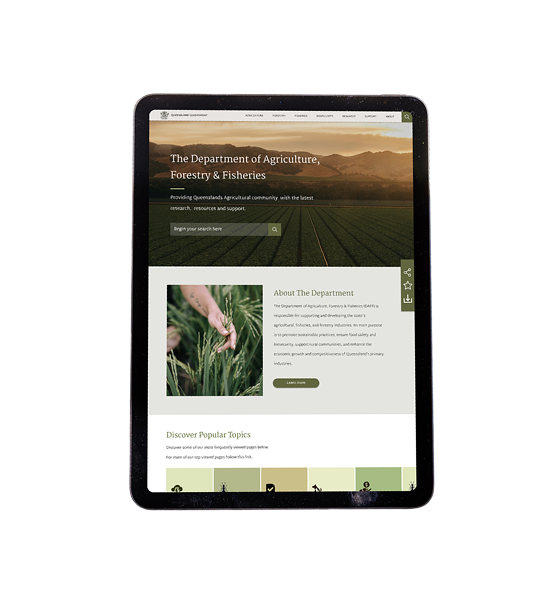 QUEENSLAND GOVERNMENT
AGRICULTURE FORESTRY FISHERIES BIOSECURITY RESEARCH SUPPORT ABOUT
The Department of Agriculture,
Forestry & Fisheries
Providing Queenslands Agricultural community with the latest
research, resources and support.
Begin your search here
About The Department
The Department of Agriculture, Forestry & Fisheries (DAFF) is
responsible for supporting and developing the state's
agricultural, fisheries, and forestry industries. Its main purpose
is to promote sustainable practices, ensure food safety and
biosecurity, support rural communities, and enhance the
economic growth and competitiveness of Queensland's primary
industries.
Learn more
Discover Popular Topics
Discover some of our most frequently viewed pages below.
For more of our top viewed pages follow this link.